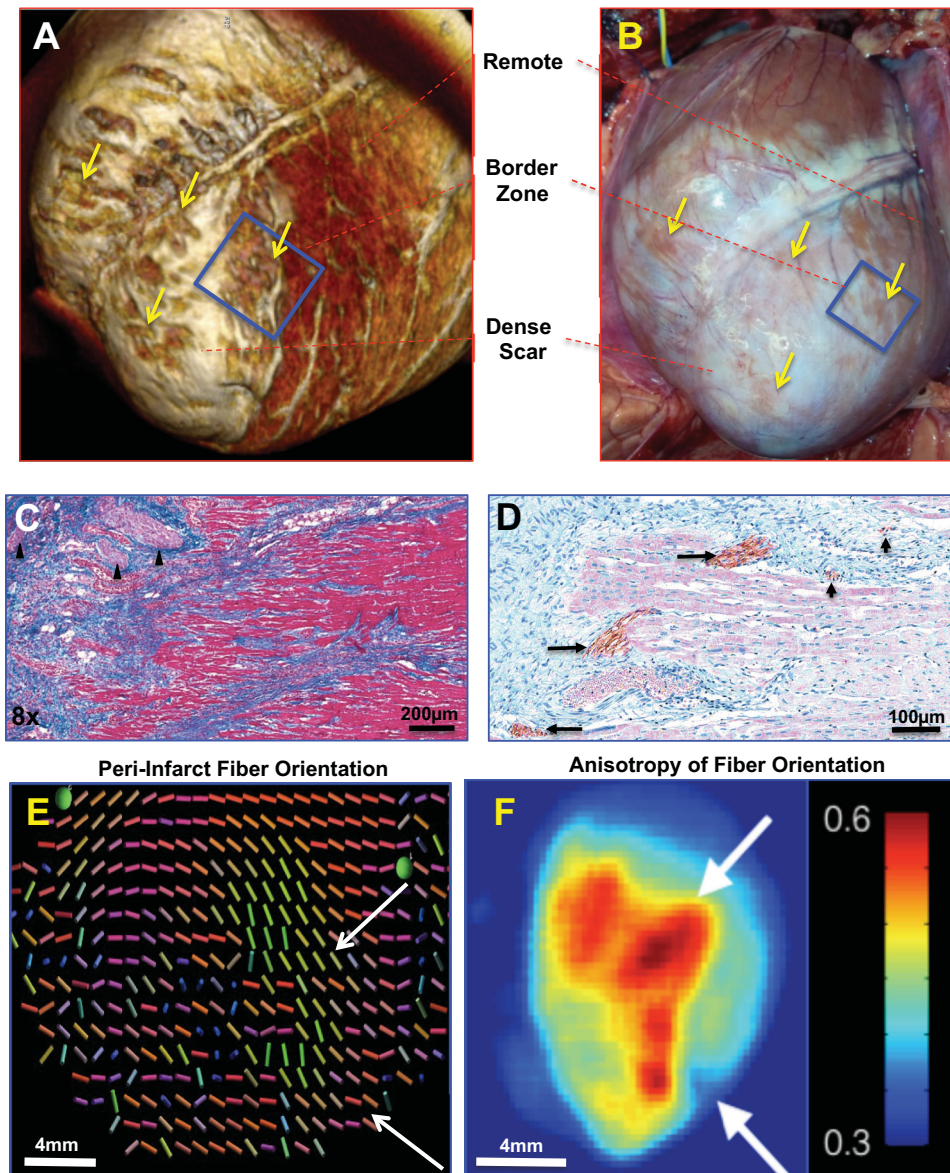 A
B
Remote
Border
Zone
Dense
Scar
C
8x
200µm
D
100µm
Peri-Infarct Fiber Orientation
E
4mm
Anisotropy of Fiber Orientation
F
4mm
0.6
0.3